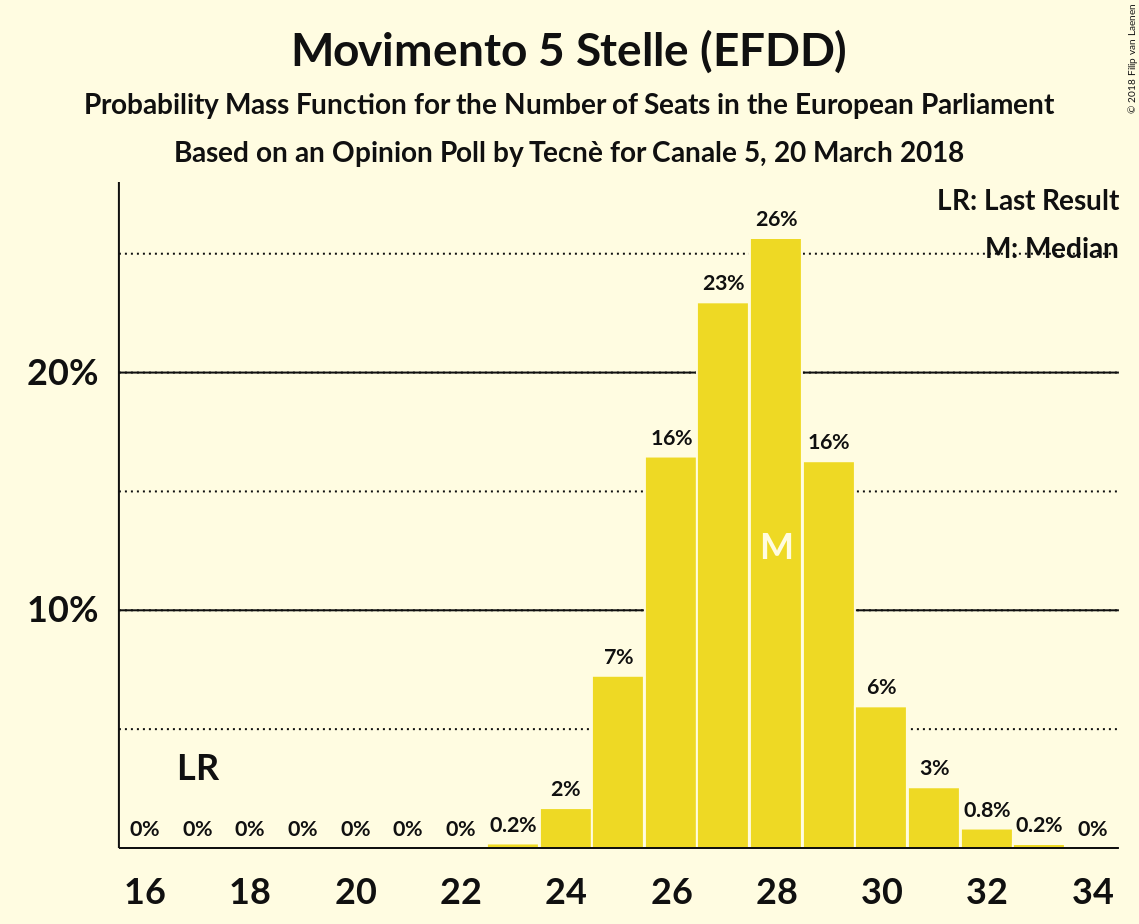 Movimento 5 Stelle (EFDD)
Probability Mass Function for the Number of Seats in the European Parliament
Based on an Opinion Poll by Tecnè for Canale 5, 20 March 2018
© 2018 Filip van Laenen
LR: Last Result
M: Median
26%
23%
20%
16%
16%
M
10%
7%
6%
LR
3%
2%
0.8%
0% 0% 0% 0% 0% 0% 0% 0.2% 0.2% 0%
16 18 20 22 24 26 28 30 32 34